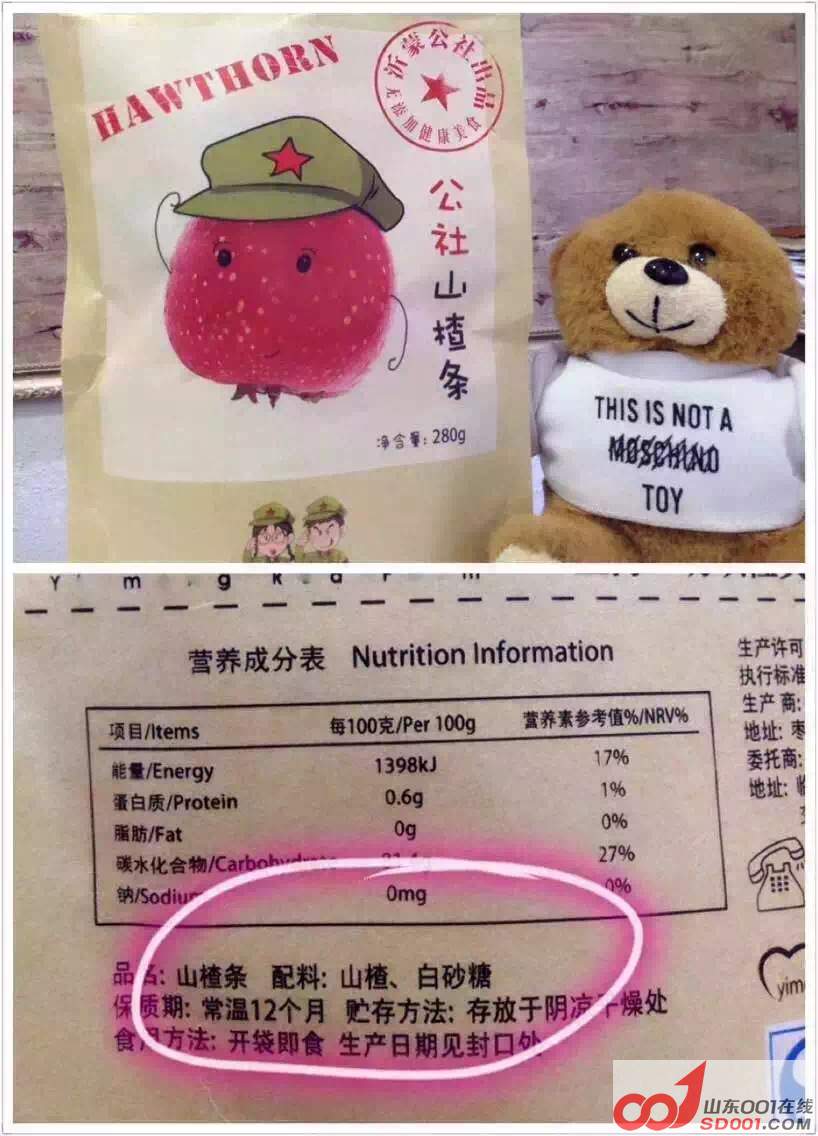 HAWTHORN
沂蒙公社出品
无添加健康美食
公社山楂条
净含量: 280g
THIS IS NOT A
MOSCHINO
TOY
营养成分表 Nutrition Information
项目/Items 每100克/Per 100g 营养素参考值%/NRV%
能量/Energy 1398kJ 17%
蛋白质/Protein 0.6g 1%
脂肪/Fat 0g 0%
碳水化合物/Carbohydrate 27%
钠/Sodium 0mg 0%
品名: 山楂条 配料: 山楂、白砂糖
保质期: 常温12个月 贮存方法: 存放于阴凉干燥处
食用方法: 开袋即食 生产日期见封口处
生产许可
执行标准
生产商:
地址: 枣
委托商:
地址: 临
yime
山东001在线
SD001.COM